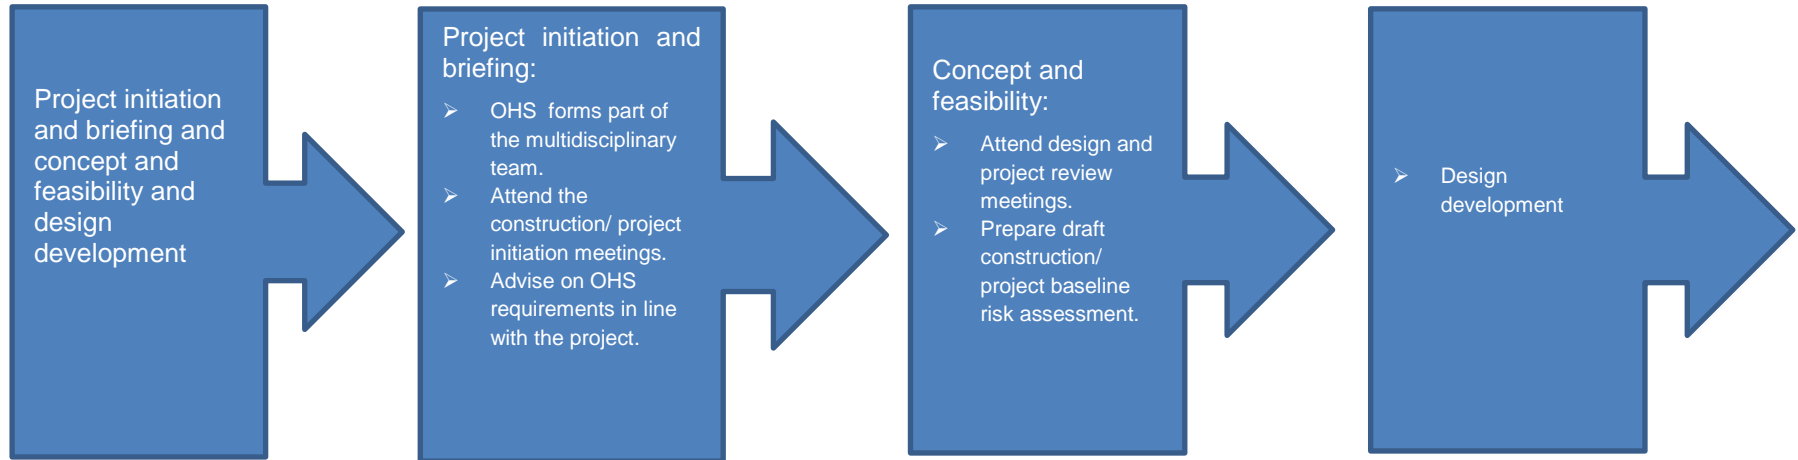 Project initiation
and briefing and
concept and
feasibility and
design
development
Project initiation and
briefing:
➢ OHS forms part of
the multidisciplinary
team.
➢ Attend the
construction/ project
initiation meetings.
➢ Advise on OHS
requirements in line
with the project.
Concept and
feasibility:
➢ Attend design and
project review
meetings.
➢ Prepare draft
construction/
project baseline
risk assessment.
➢ Design
development